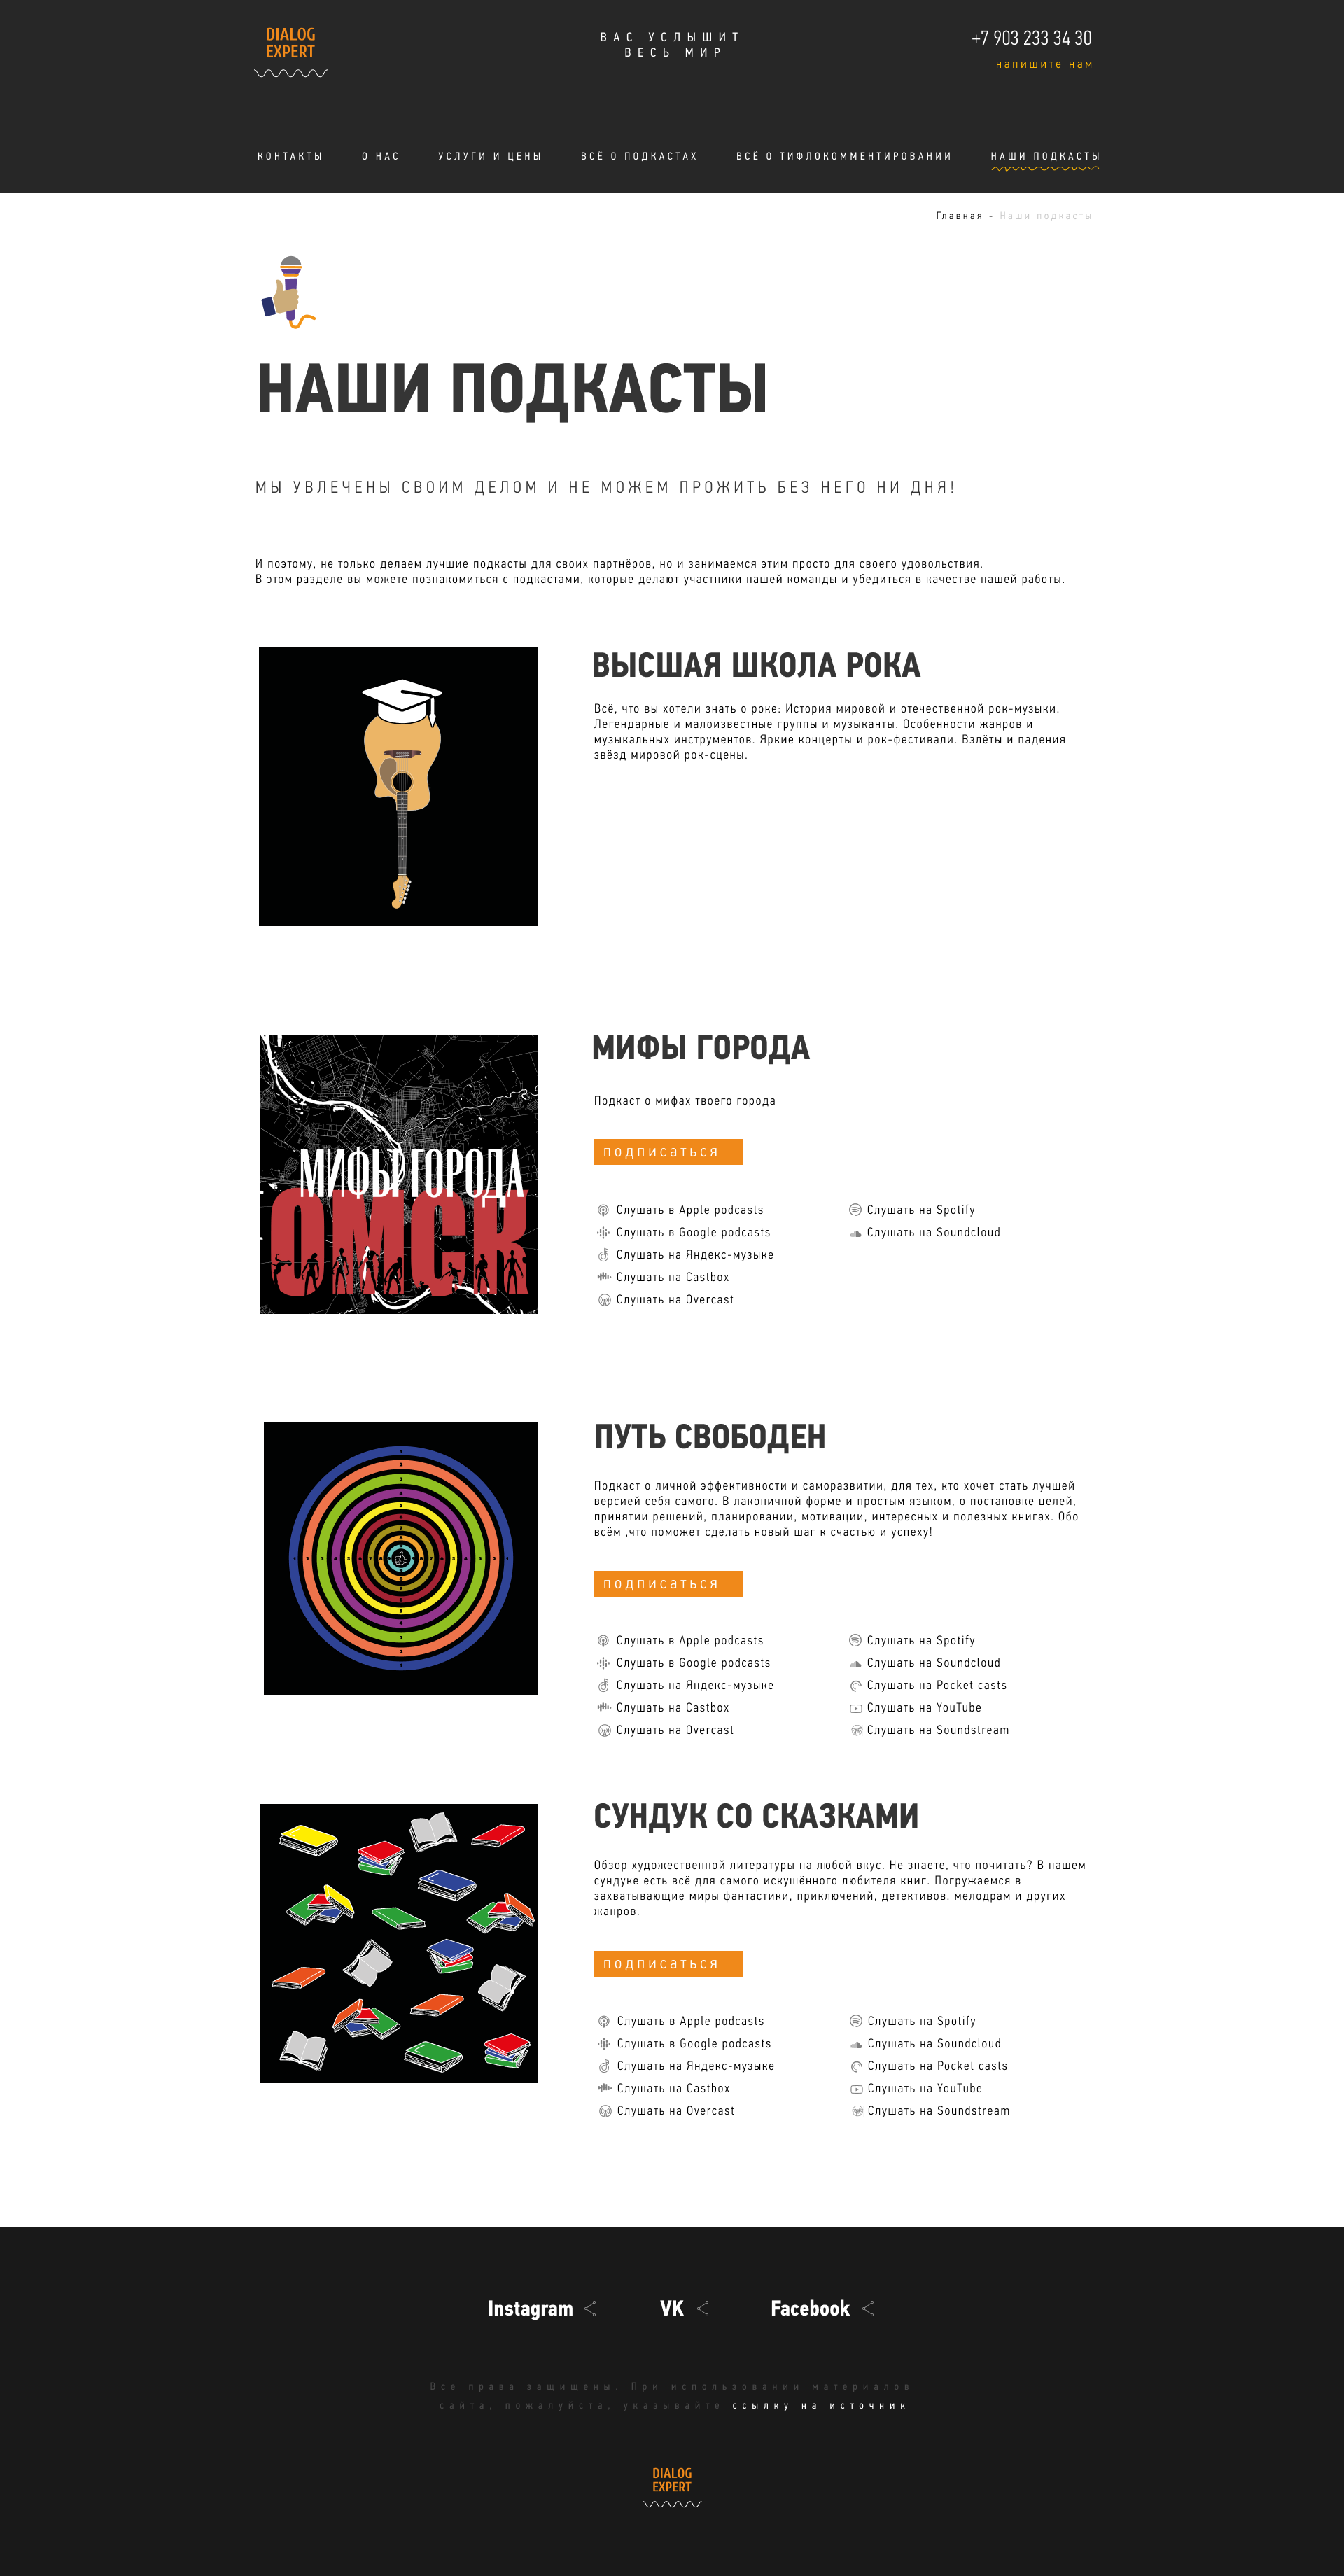 DIALOG
EXPERT
ВАС УСЛЫШИТ
ВЕСЬ МИР
+7 903 233 34 30
напишите нам
КОНТАКТЫ
О НАС
УСЛУГИ И ЦЕНЫ
ВСЁ О ПОДКАСТАХ
ВСЁ О ТИФЛОКОММЕНТИРОВАНИИ
НАШИ ПОДКАСТЫ
Главная - Наши подкасты
НАШИ ПОДКАСТЫ
МЫ УВЛЕЧЕНЫ СВОИМ ДЕЛОМ И НЕ МОЖЕМ ПРОЖИТЬ БЕЗ НЕГО НИ ДНЯ!
И поэтому, не только делаем лучшие подкасты для своих партнёров, но и занимаемся этим просто для своего удовольствия.
В этом разделе вы можете познакомиться с подкастами, которые делают участники нашей команды и убедиться в качестве нашей работы.
ВЫСШАЯ ШКОЛА РОКА
Всё, что вы хотели знать о роке: История мировой и отечественной рок-музыки.
Легендарные и малоизвестные группы и музыканты. Особенности жанров и
музыкальных инструментов. Яркие концерты и рок-фестивали. Взлёты и падения
звёзд мировой рок-сцены.
МИФЫ ГОРОДА
ОМСК
МИФЫ ГОРОДА
Подкаст о мифах твоего города
подписаться
Слушать в Apple podcasts
Слушать в Google podcasts
Слушать на Яндекс-музыке
Слушать на Castbox
Слушать на Overcast
Слушать на Spotify
Слушать на Soundcloud
ПУТЬ СВОБОДЕН
Подкаст о личной эффективности и саморазвитии, для тех, кто хочет стать лучшей
версией себя самого. В лаконичной форме и простым языком, о постановке целей,
принятии решений, планировании, мотивации, интересных и полезных книгах. Обо
всём ,что поможет сделать новый шаг к счастью и успеху!
подписаться
Слушать в Apple podcasts
Слушать в Google podcasts
Слушать на Яндекс-музыке
Слушать на Castbox
Слушать на Overcast
Слушать на Spotify
Слушать на Soundcloud
Слушать на Pocket casts
Слушать на YouTube
Слушать на Soundstream
СУНДУК СО СКАЗКАМИ
Обзор художественной литературы на любой вкус. Не знаете, что почитать? В нашем
сундуке есть всё для самого искушённого любителя книг. Погружаемся в
захватывающие миры фантастики, приключений, детективов, мелодрам и других
жанров.
подписаться
Слушать в Apple podcasts
Слушать в Google podcasts
Слушать на Яндекс-музыке
Слушать на Castbox
Слушать на Overcast
Слушать на Spotify
Слушать на Soundcloud
Слушать на Pocket casts
Слушать на YouTube
Слушать на Soundstream
Instagram
VK
Facebook
Все права защищены. При использовании материалов
сайта, пожалуйста, указывайте ссылку на источник
DIALOG
EXPERT